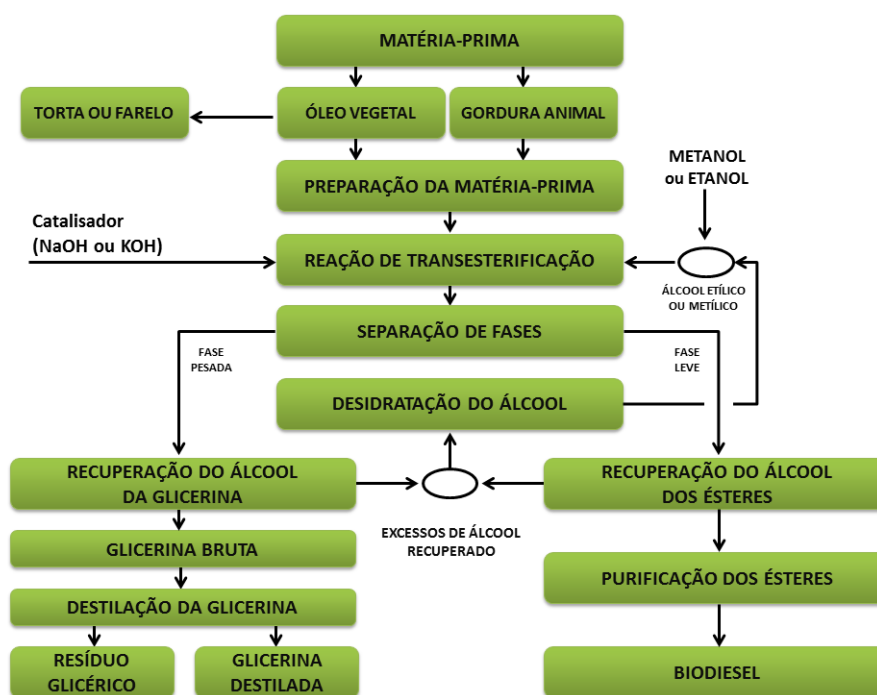 MATÉRIA-PRIMA
TORTA OU FARELO
ÓLEO VEGETAL
GORDURA ANIMAL
METANOL
ou ETANOL
PREPARAÇÃO DA MATÉRIA-PRIMA
Catalisador
(NaOH ou KOH)
REAÇÃO DE TRANSESTERIFICAÇÃO
ÁLCOOL ETÍLICO
OU METÍLICO
SEPARAÇÃO DE FASES
FASE
PESADA
FASE
LEVE
DESIDRATAÇÃO DO ÁLCOOL
RECUPERAÇÃO DO ÁLCOOL
DA GLICERINA
RECUPERAÇÃO DO ÁLCOOL
DOS ÉSTERES
EXCESSOS DE ÁLCOOL
RECUPERADO
GLICERINA BRUTA
PURIFICAÇÃO DOS ÉSTERES
DESTILAÇÃO DA GLICERINA
RESÍDUO
GLICÉRICO
GLICERINA
DESTILADA
BIODIESEL